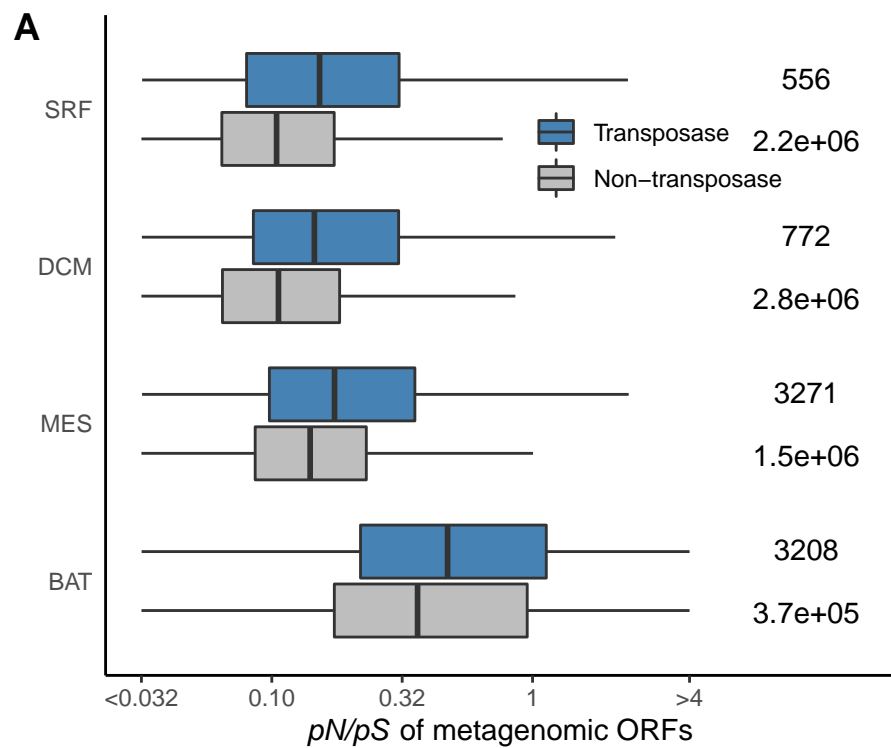 A
SRF
556
2.2e+06
Transposase
Non−transposase
DCM
772
2.8e+06
MES
3271
1.5e+06
BAT
3208
3.7e+05
<0.032 0.10 0.32 1 >4
pN/pS of metagenomic ORFs